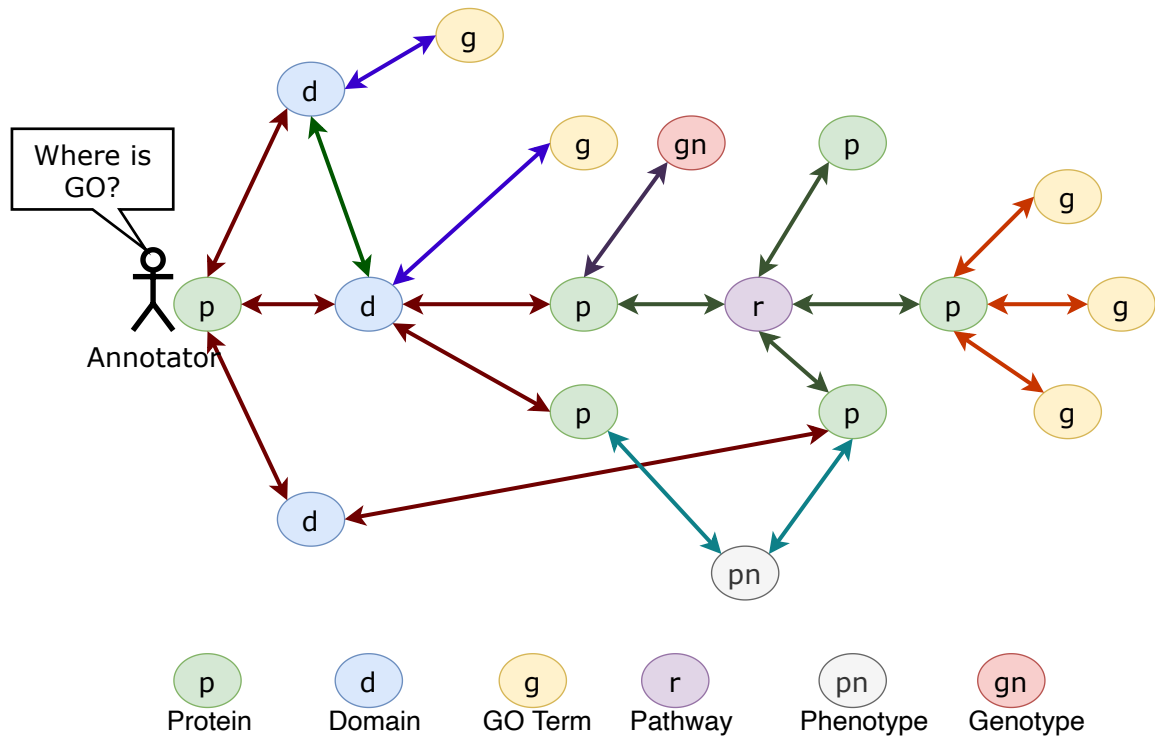 g
d
Where is
GO?
g
gn
p
g
p
d
p
r
p
g
Annotator
p
p
g
d
pn
p
d
g
r
pn
gn
Protein
Domain
GO Term
Pathway
Phenotype
Genotype